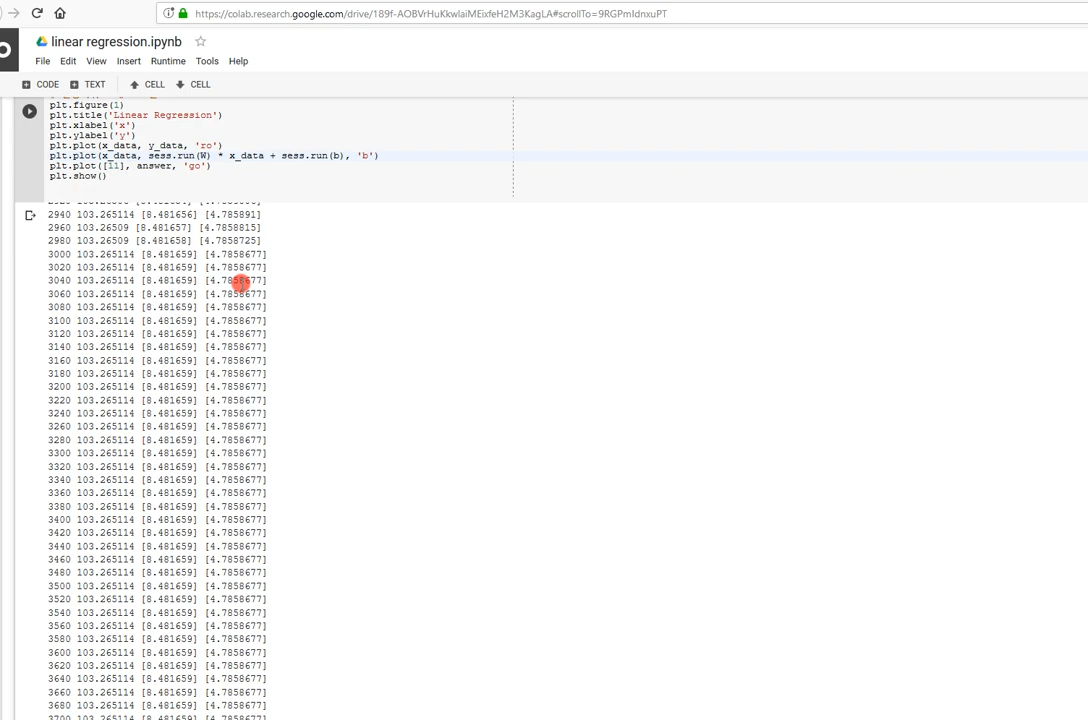 https://colab.research.google.com/drive/189f-AOBVrHuKkwlaiMEixfeH2M3KagLA#scrollTo=9RGPmIdnxuPT
linear regression.ipynb
File Edit View Insert Runtime Tools Help
CODE TEXT CELL CELL
plt.figure(1)
plt.title('Linear Regression')
plt.xlabel('x')
plt.ylabel('y')
plt.plot(x_data, y_data, 'ro')
plt.plot(x_data, sess.run(W) * x_data + sess.run(b), 'b')
plt.plot([11], answer, 'go')
plt.show()
2940 103.265114 [8.481656] [4.785891]
2960 103.26509 [8.481657] [4.7858815]
2980 103.26509 [8.481658] [4.7858725]
3000 103.265114 [8.481659] [4.7858677]
3020 103.265114 [8.481659] [4.7858677]
3040 103.265114 [8.481659] [4.7858677]
3060 103.265114 [8.481659] [4.7858677]
3080 103.265114 [8.481659] [4.7858677]
3100 103.265114 [8.481659] [4.7858677]
3120 103.265114 [8.481659] [4.7858677]
3140 103.265114 [8.481659] [4.7858677]
3160 103.265114 [8.481659] [4.7858677]
3180 103.265114 [8.481659] [4.7858677]
3200 103.265114 [8.481659] [4.7858677]
3220 103.265114 [8.481659] [4.7858677]
3240 103.265114 [8.481659] [4.7858677]
3260 103.265114 [8.481659] [4.7858677]
3280 103.265114 [8.481659] [4.7858677]
3300 103.265114 [8.481659] [4.7858677]
3320 103.265114 [8.481659] [4.7858677]
3340 103.265114 [8.481659] [4.7858677]
3360 103.265114 [8.481659] [4.7858677]
3380 103.265114 [8.481659] [4.7858677]
3400 103.265114 [8.481659] [4.7858677]
3420 103.265114 [8.481659] [4.7858677]
3440 103.265114 [8.481659] [4.7858677]
3460 103.265114 [8.481659] [4.7858677]
3480 103.265114 [8.481659] [4.7858677]
3500 103.265114 [8.481659] [4.7858677]
3520 103.265114 [8.481659] [4.7858677]
3540 103.265114 [8.481659] [4.7858677]
3560 103.265114 [8.481659] [4.7858677]
3580 103.265114 [8.481659] [4.7858677]
3600 103.265114 [8.481659] [4.7858677]
3620 103.265114 [8.481659] [4.7858677]
3640 103.265114 [8.481659] [4.7858677]
3660 103.265114 [8.481659] [4.7858677]
3680 103.265114 [8.481659] [4.7858677]
3700 103.265114 [8.481659] [4.7858677]